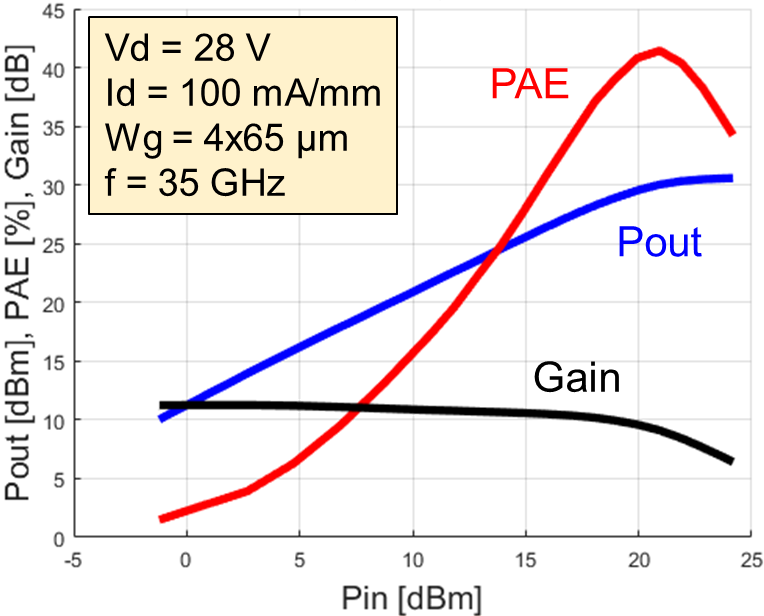 Vd = 28 V
Id = 100 mA/mm
Wg = 4x65 µm
f = 35 GHz
PAE
Pout
Gain
Pout [dBm], PAE [%], Gain [dB]
45
40
35
30
25
20
15
10
5
0
-5
0
5
10
15
20
25
Pin [dBm]